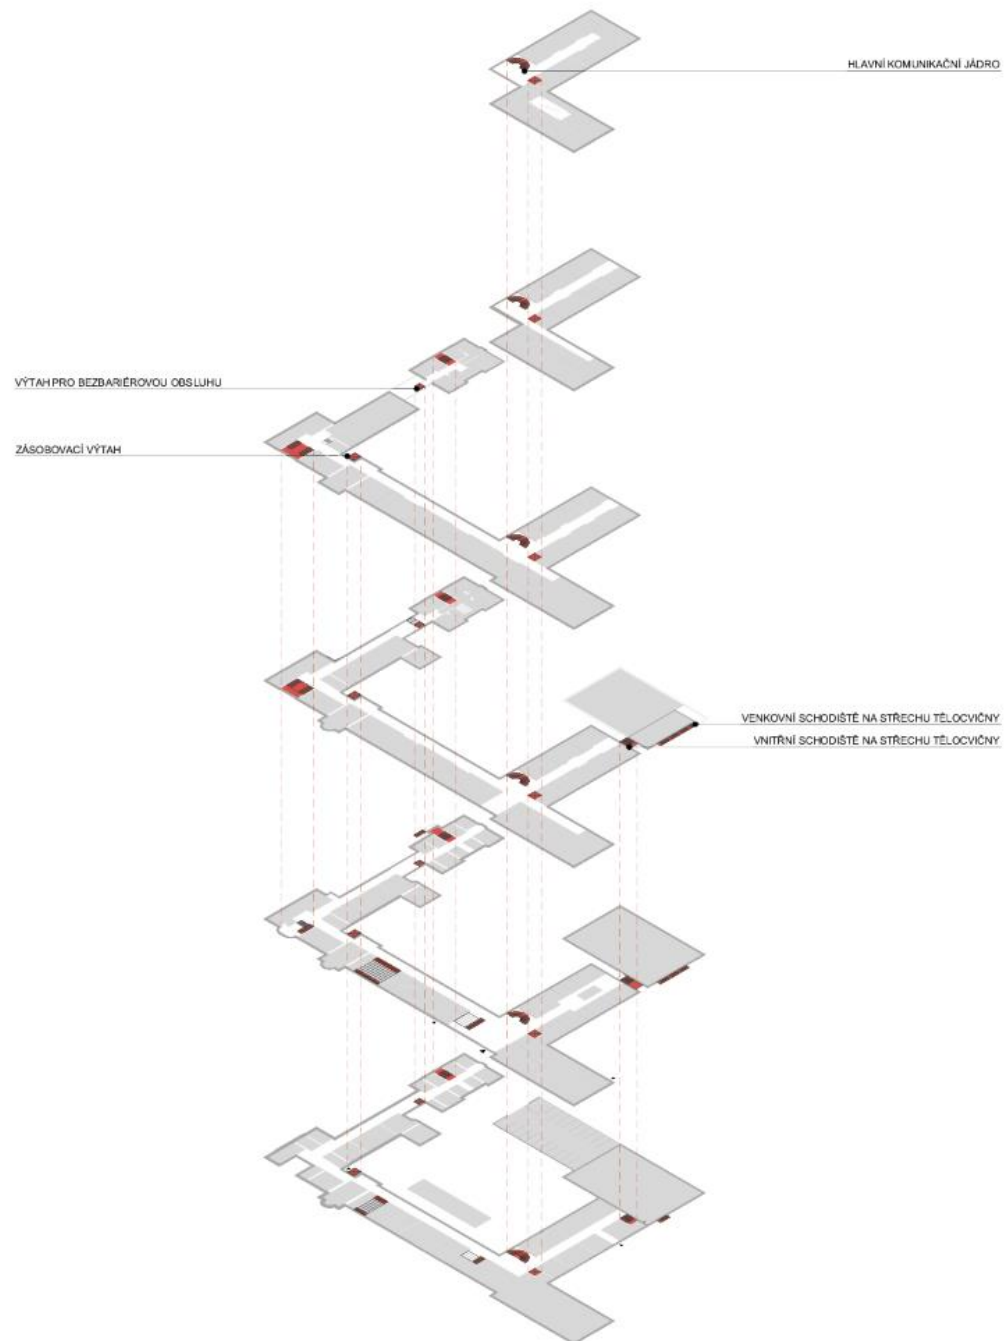 HLAVNÍ KOMUNIKAČNÍ JÁDRO
VÝTAH PRO BEZBARIÉROVOU OBSLUHU
ZÁSOBOVACÍ VÝTAH
VENKOVNÍ SCHODIŠTĚ NA STŘECHU TĚLOCVIČNY
VNITŘNÍ SCHODIŠTĚ NA STŘECHU TĚLOCVIČNY